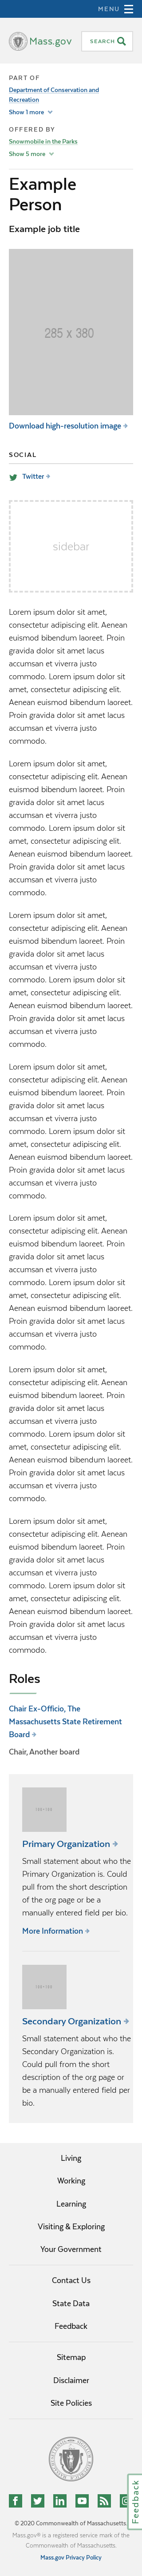 MENU
Mass.gov
SEARCH
PART OF
Department of Conservation and
Recreation
Show 1 more
OFFERED BY
Snowmobile in the Parks
Show 5 more
Example
Person
Example job title
285 x 380
Download high-resolution image
SOCIAL
Twitter
sidebar
Lorem ipsum dolor sit amet,
consectetur adipiscing elit. Aenean
euismod bibendum laoreet. Proin
gravida dolor sit amet lacus
accumsan et viverra justo
commodo. Lorem ipsum dolor sit
amet, consectetur adipiscing elit.
Aenean euismod bibendum laoreet.
Proin gravida dolor sit amet lacus
accumsan et viverra justo
commodo.
Lorem ipsum dolor sit amet,
consectetur adipiscing elit. Aenean
euismod bibendum laoreet. Proin
gravida dolor sit amet lacus
accumsan et viverra justo
commodo. Lorem ipsum dolor sit
amet, consectetur adipiscing elit.
Aenean euismod bibendum laoreet.
Proin gravida dolor sit amet lacus
accumsan et viverra justo
commodo.
Lorem ipsum dolor sit amet,
consectetur adipiscing elit. Aenean
euismod bibendum laoreet. Proin
gravida dolor sit amet lacus
accumsan et viverra justo
commodo. Lorem ipsum dolor sit
amet, consectetur adipiscing elit.
Aenean euismod bibendum laoreet.
Proin gravida dolor sit amet lacus
accumsan et viverra justo
commodo.
Lorem ipsum dolor sit amet,
consectetur adipiscing elit. Aenean
euismod bibendum laoreet. Proin
gravida dolor sit amet lacus
accumsan et viverra justo
commodo. Lorem ipsum dolor sit
amet, consectetur adipiscing elit.
Aenean euismod bibendum laoreet.
Proin gravida dolor sit amet lacus
accumsan et viverra justo
commodo.
Lorem ipsum dolor sit amet,
consectetur adipiscing elit. Aenean
euismod bibendum laoreet. Proin
gravida dolor sit amet lacus
accumsan et viverra justo
commodo. Lorem ipsum dolor sit
amet, consectetur adipiscing elit.
Aenean euismod bibendum laoreet.
Proin gravida dolor sit amet lacus
accumsan et viverra justo
commodo.
Lorem ipsum dolor sit amet,
consectetur adipiscing elit. Aenean
euismod bibendum laoreet. Proin
gravida dolor sit amet lacus
accumsan et viverra justo
commodo. Lorem ipsum dolor sit
amet, consectetur adipiscing elit.
Aenean euismod bibendum laoreet.
Proin gravida dolor sit amet lacus
accumsan et viverra justo
commodo.
Lorem ipsum dolor sit amet,
consectetur adipiscing elit. Aenean
euismod bibendum laoreet. Proin
gravida dolor sit amet lacus
accumsan et viverra justo
commodo. Lorem ipsum dolor sit
amet, consectetur adipiscing elit.
Aenean euismod bibendum laoreet.
Proin gravida dolor sit amet lacus
accumsan et viverra justo
commodo.
Roles
Chair Ex-Officio, The
Massachusetts State Retirement
Board
Chair, Another board
Primary Organization
Small statement about who the
Primary Organization is. Could
pull from the short description
of the org page or be a
manually entered field per bio.
More Information
Secondary Organization
Small statement about who the
Secondary Organization is.
Could pull from the short
description of the org page or
be a manually entered field per
bio.
Living
Working
Learning
Visiting & Exploring
Your Government
Contact Us
State Data
Feedback
Sitemap
Disclaimer
Site Policies
Feedback
© 2020 Commonwealth of Massachusetts.
Mass.gov® is a registered service mark of the
Commonwealth of Massachusetts.
Mass.gov Privacy Policy